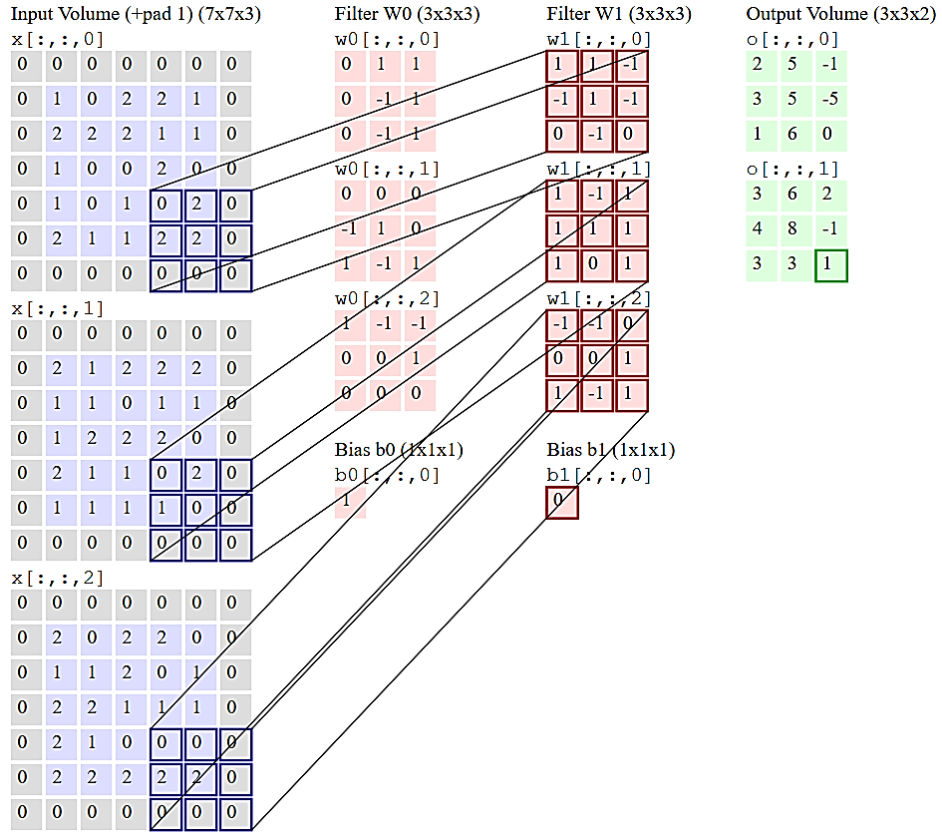 Input Volume (+pad 1) (7x7x3)
x[:,:,0]
0 0 0 0 0 0 0
0 1 0 2 2 1 0
0 2 2 2 1 1 0
0 1 0 0 2 0 0
0 1 0 1 0 2 0
0 2 1 1 2 2 0
0 0 0 0 0 0 0
x[:,:,1]
0 0 0 0 0 0 0
0 2 1 2 2 2 0
0 1 1 0 1 1 0
0 1 2 2 2 0 0
0 2 1 1 0 2 0
0 1 1 1 1 0 0
0 0 0 0 0 0 0
x[:,:,2]
0 0 0 0 0 0 0
0 2 0 2 2 0 0
0 1 1 2 0 1 0
0 2 2 1 1 1 0
0 2 1 0 0 0 0
0 2 2 2 2 2 0
0 0 0 0 0 0 0
Filter W0 (3x3x3)
w0[:,:,0]
0 1 1
0 -1 1
0 -1 1
w0[:,:,1]
0 0 0
-1 1 0
1 -1 1
w0[:,:,2]
1 -1 -1
0 0 1
0 0 0
Bias b0 (1x1x1)
b0[:,:,0]
1
Filter W1 (3x3x3)
w1[:,:,0]
1 1 -1
-1 1 -1
0 -1 0
w1[:,:,1]
1 -1 1
1 1 1
1 0 1
w1[:,:,2]
-1 -1 0
0 0 1
1 -1 1
Bias b1 (1x1x1)
b1[:,:,0]
0
Output Volume (3x3x2)
o[:,:,0]
2 5 -1
3 5 -5
1 6 0
o[:,:,1]
3 6 2
4 8 -1
3 3 1